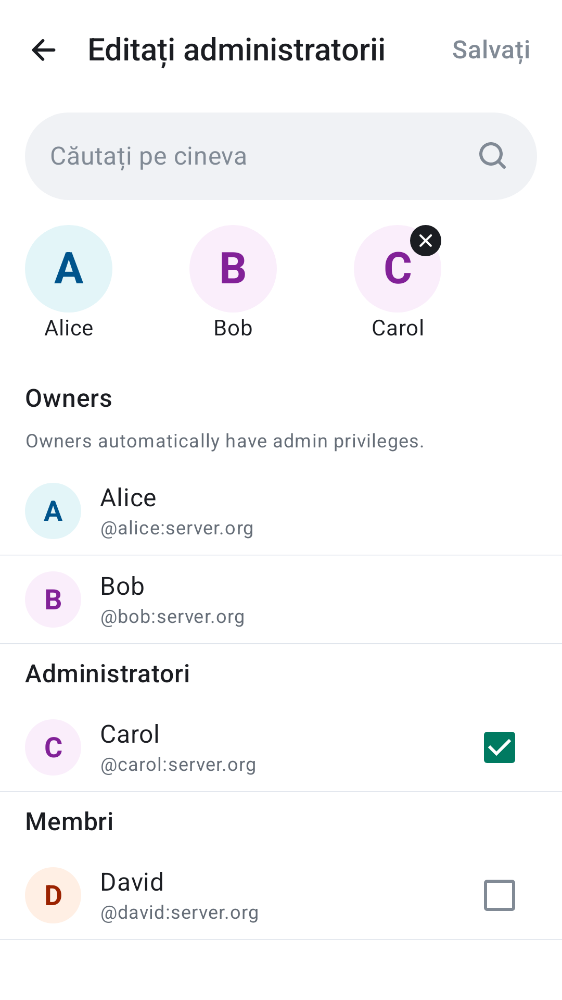 Editați administratorii
Salvați
Căutați pe cineva
A
B
C
Alice
Bob
Carol
Owners
Owners automatically have admin privileges.
A
Alice
@alice:server.org
B
Bob
@bob:server.org
Administratori
C
Carol
@carol:server.org
Membri
D
David
@david:server.org